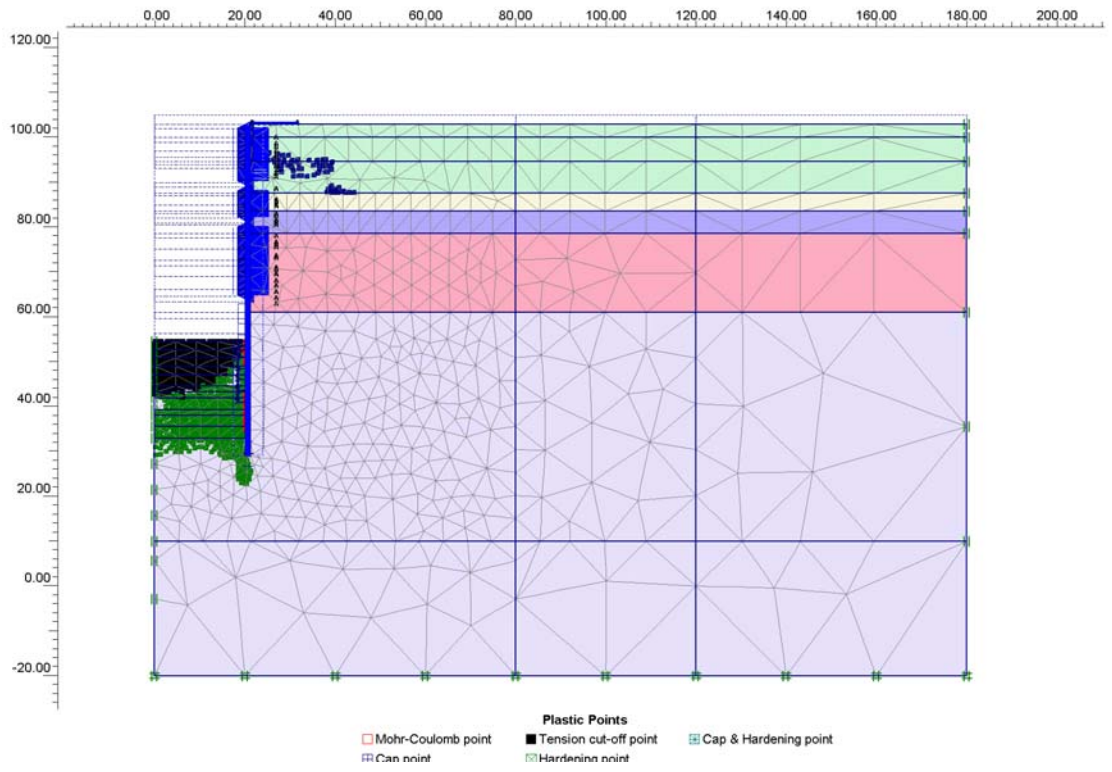 0.00 20.00 40.00 60.00 80.00 100.00 120.00 140.00 160.00 180.00 200.00
120.00
100.00
80.00
60.00
40.00
20.00
0.00
-20.00
Plastic Points
Mohr-Coulomb point Tension cut-off point Cap & Hardening point
Cap point Hardening point